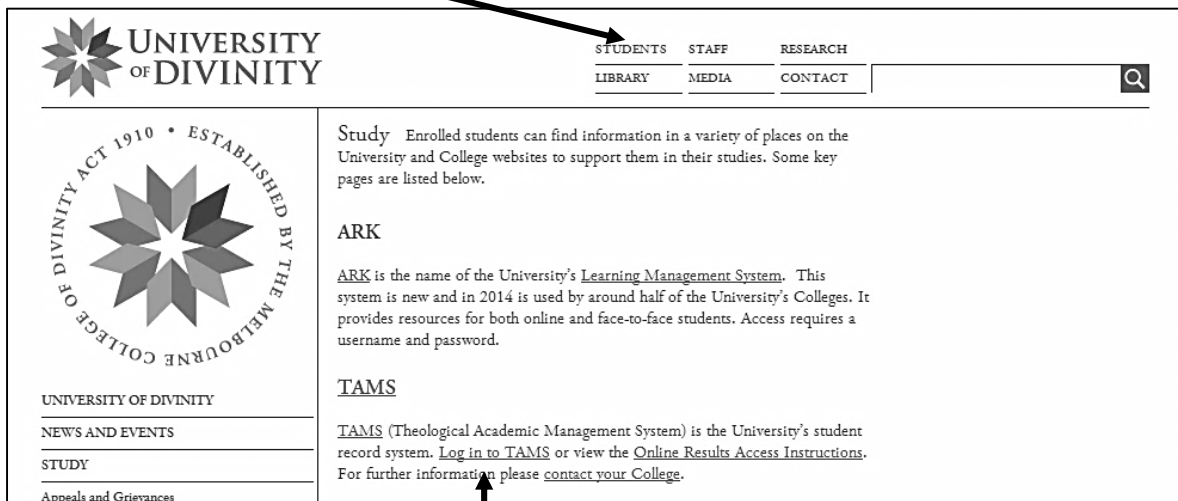 UNIVERSITY
OF DIVINITY
STUDENTS STAFF RESEARCH
LIBRARY MEDIA CONTACT
DIVINITY ACT 1910 • ESTABLISHED BY THE MELBOURNE COLLEGE OF
UNIVERSITY OF DIVINITY
NEWS AND EVENTS
STUDY
Appeals and Grievances
Study Enrolled students can find information in a variety of places on the
University and College websites to support them in their studies. Some key
pages are listed below.
ARK
ARK is the name of the University's Learning Management System. This
system is new and in 2014 is used by around half of the University's Colleges. It
provides resources for both online and face-to-face students. Access requires a
username and password.
TAMS
TAMS (Theological Academic Management System) is the University's student
record system. Log in to TAMS or view the Online Results Access Instructions.
For further information please contact your College.